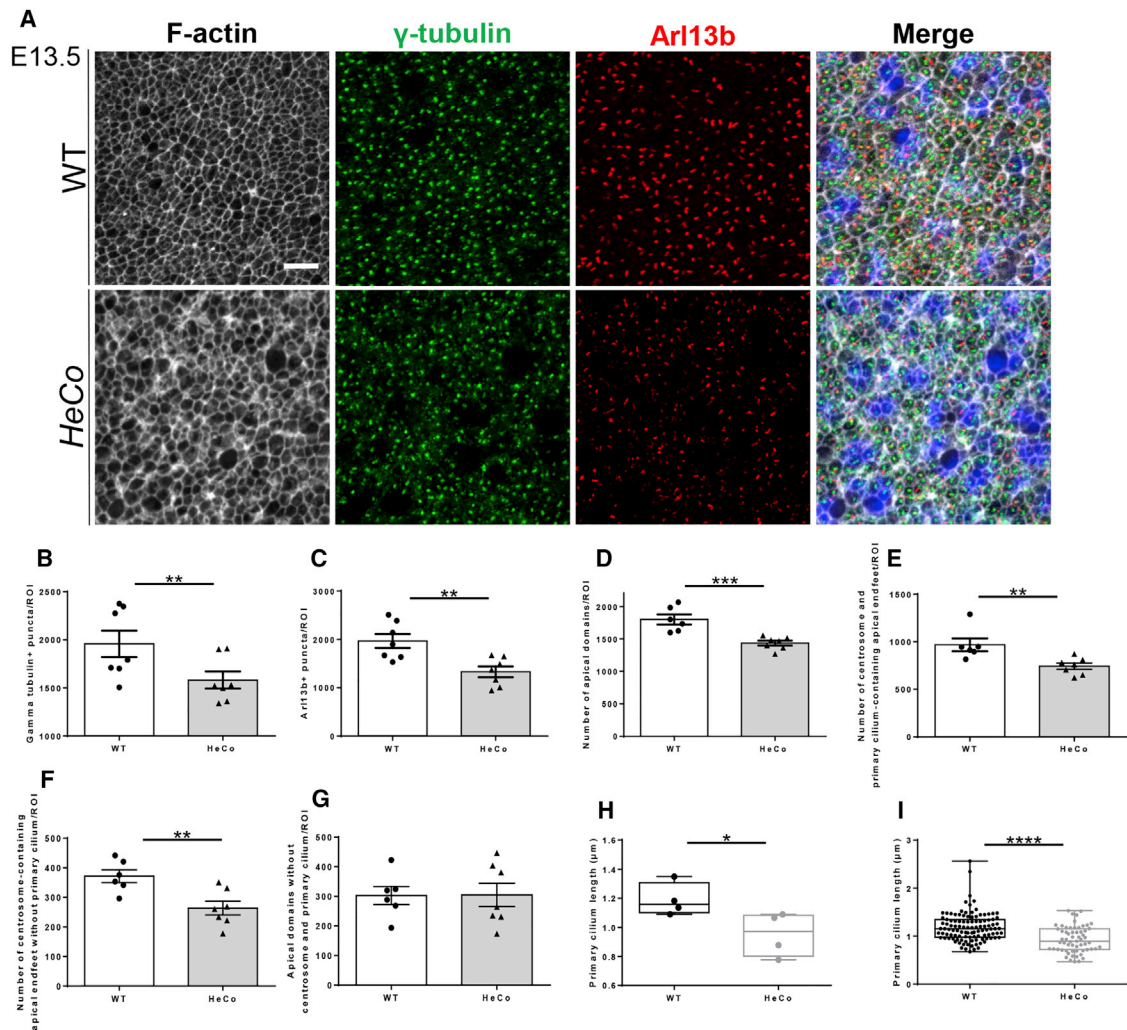 A
F-actin
γ-tubulin
Arl13b
Merge
E13.5
WT
HeCo
B
**
Gamma tubulin+ puncta/ROI
2500
2000
1500
1000
WT
HeCo
C
**
Arl13b+ puncta/ROI
3000
2000
1000
0
WT
HeCo
D
***
Number of apical domains/ROI
2000
1500
1000
500
0
WT
HeCo
E
**
Number of centrosome and
primary cilium-containing apical endfeet/ROI
1500
1000
500
0
WT
HeCo
F
**
Number of centrosome-containing
apical endfeet without primary cilium/ROI
500
400
300
200
100
0
WT
HeCo
G
Apical domains without
centrosome and primary cilium/ROI
500
400
300
200
100
0
WT
HeCo
H
*
Primary cilium length (µm)
1.6
1.4
1.2
1.0
0.8
0.6
WT
HeCo
I
****
Primary cilium length (µm)
3
2
1
0
WT
HeCo